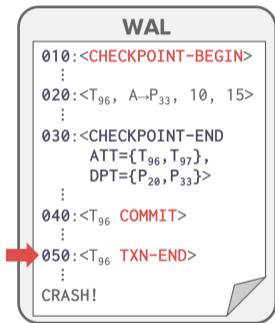 WAL
010:<CHECKPOINT-BEGIN>
⋮
020:<T₉₆, A→P₃₃, 10, 15>
⋮
030:<CHECKPOINT-END
ATT={T₉₆,T₉₇},
DPT={P₂₀,P₃₃}>
⋮
040:<T₉₆ COMMIT>
⋮
050:<T₉₆ TXN-END>
⋮
CRASH!